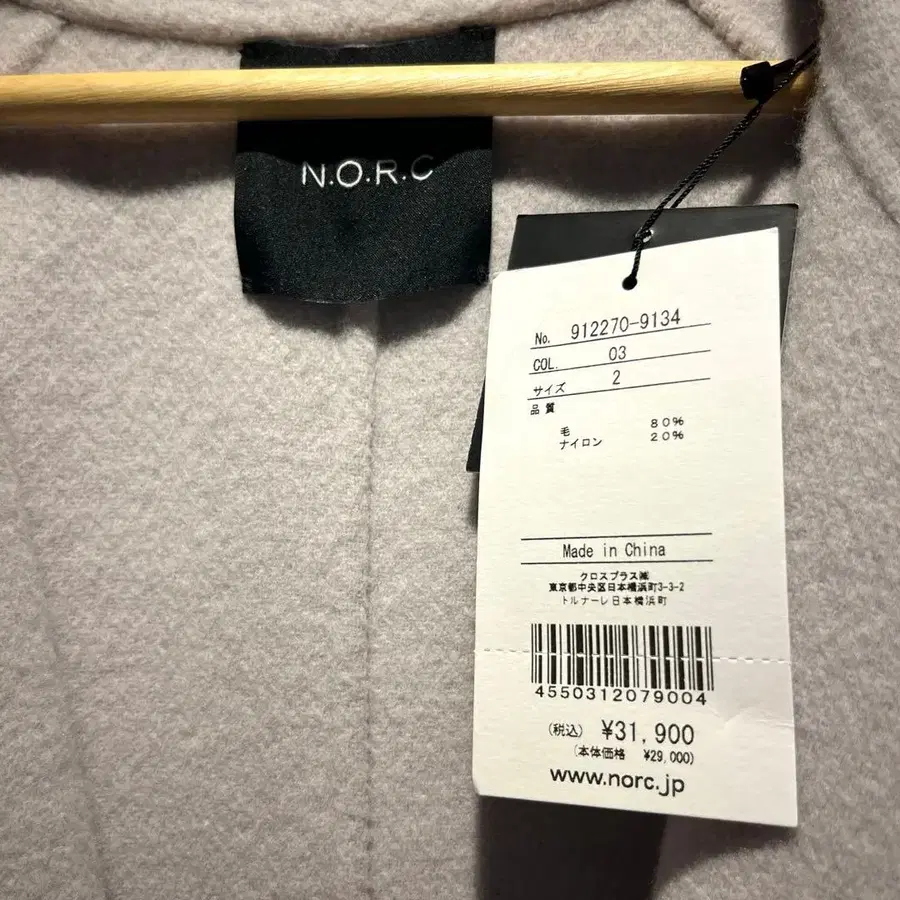 N.O.R.C
No. 912270-9134
COL. 03
サイズ 2
品質
毛 80%
ナイロン 20%
Made in China
クロスプラス㈱
東京都中央区日本橋浜町3-3-2
トルナーレ日本橋浜町
4550312079004
(税込) ¥31,900
(本体価格 ¥29,000)
www.norc.jp